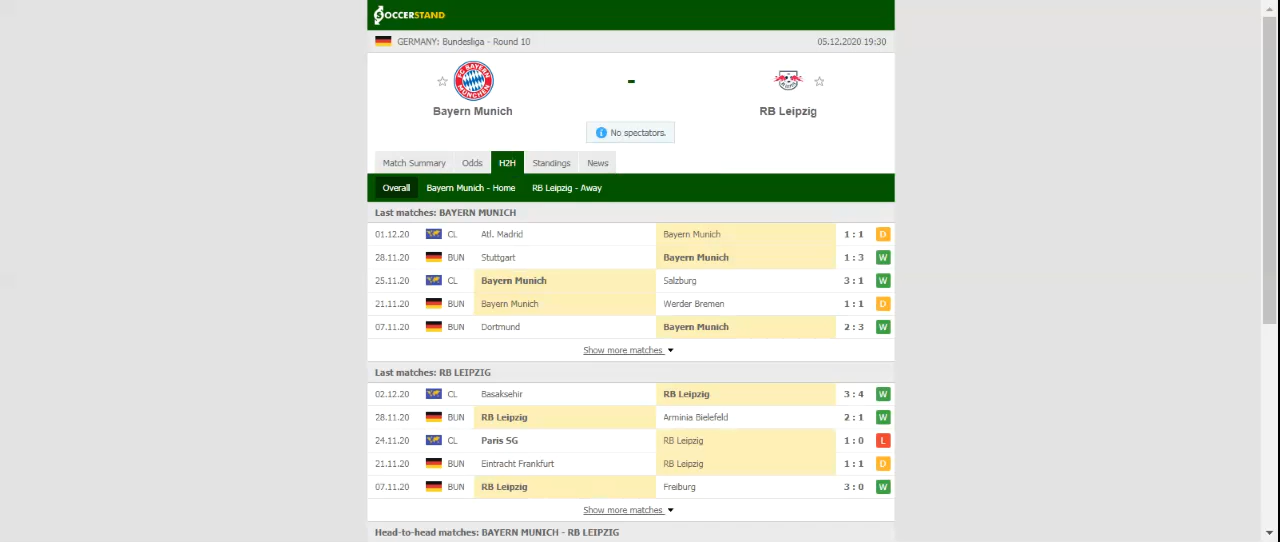 SOCCERSTAND
GERMANY: Bundesliga - Round 10 05.12.2020 19:30
Bayern Munich - RB Leipzig
No spectators.
Match Summary Odds H2H Standings News
Overall Bayern Munich - Home RB Leipzig - Away
Last matches: BAYERN MUNICH
01.12.20 CL Atl. Madrid Bayern Munich 1 : 1 D
28.11.20 BUN Stuttgart Bayern Munich 1 : 3 W
25.11.20 CL Bayern Munich Salzburg 3 : 1 W
21.11.20 BUN Bayern Munich Werder Bremen 1 : 1 D
07.11.20 BUN Dortmund Bayern Munich 2 : 3 W
Show more matches
Last matches: RB LEIPZIG
02.12.20 CL Basaksehir RB Leipzig 3 : 4 W
28.11.20 BUN RB Leipzig Arminia Bielefeld 2 : 1 W
24.11.20 CL Paris SG RB Leipzig 1 : 0 L
21.11.20 BUN Eintracht Frankfurt RB Leipzig 1 : 1 D
07.11.20 BUN RB Leipzig Freiburg 3 : 0 W
Show more matches
Head-to-head matches: BAYERN MUNICH - RB LEIPZIG